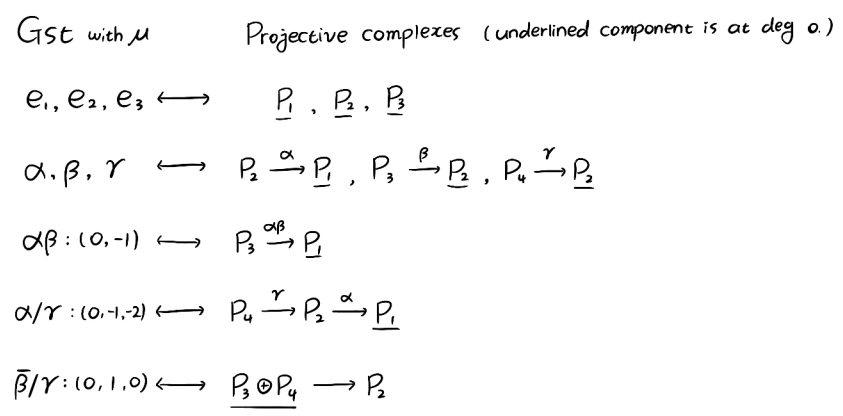 Gst with μ Projective complexes (underlined component is at deg 0.)
e₁, e₂, e₃ ⟷ P₁ , P₂ , P₃
α, β, γ ⟷ P₂ →α P₁ , P₃ →β P₂ , P₄ →γ P₂
αβ : (0,-1) ⟷ P₃ →αβ P₁
α/γ : (0,-1,-2) ⟷ P₄ →γ P₂ →α P₁
β̄/γ : (0,1,0) ⟷ P₃⊕P₄ → P₂